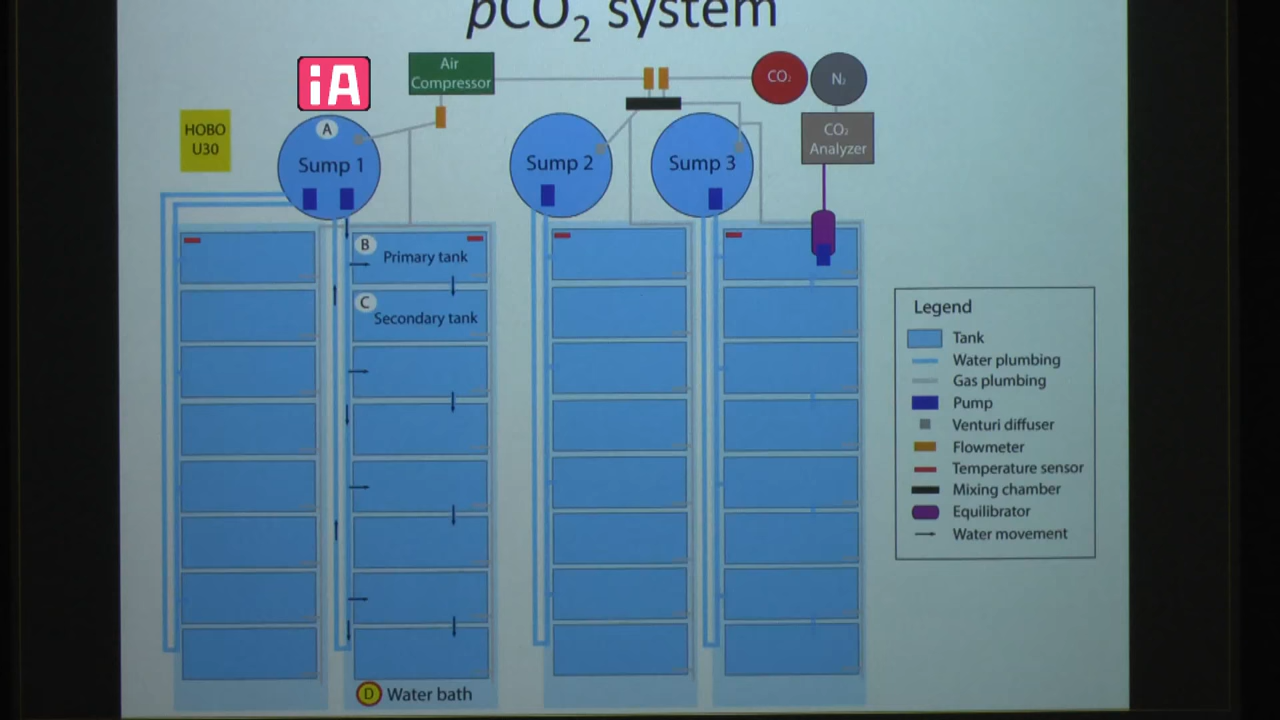 pCO₂ system
iA
Air
Compressor
CO₂
N₂
HOBO
U30
A
Sump 1
Sump 2
Sump 3
CO₂
Analyzer
B
Primary tank
C
Secondary tank
Legend
Tank
Water plumbing
Gas plumbing
Pump
Venturi diffuser
Flowmeter
Temperature sensor
Mixing chamber
Equilibrator
Water movement
D Water bath